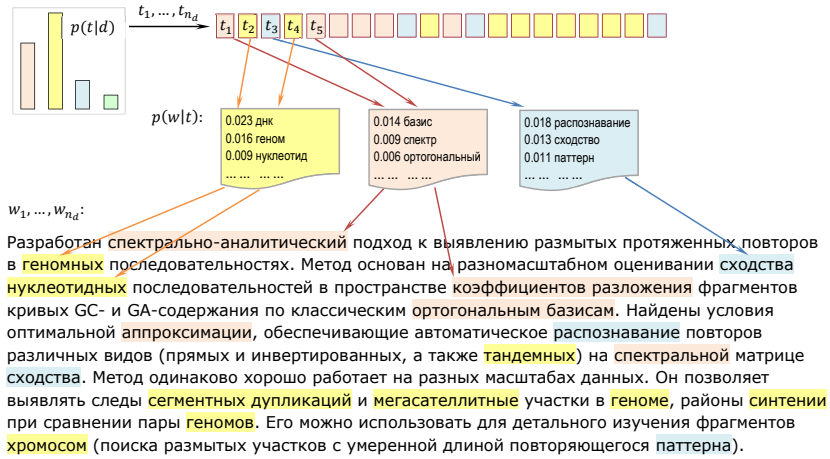 p(t|d)
t₁, …, t_{n_d}
t₁ t₂ t₃ t₄ t₅
p(w|t):
0.023 днк
0.016 геном
0.009 нуклеотид
… … … …
0.014 базис
0.009 спектр
0.006 ортогональный
… … … …
0.018 распознавание
0.013 сходство
0.011 паттерн
… … … …
w₁, …, w_{n_d}:
Разработан спектрально-аналитический подход к выявлению размытых протяженных повторов
в геномных последовательностях. Метод основан на разномасштабном оценивании сходства
нуклеотидных последовательностей в пространстве коэффициентов разложения фрагментов
кривых GC- и GA-содержания по классическим ортогональным базисам. Найдены условия
оптимальной аппроксимации, обеспечивающие автоматическое распознавание повторов
различных видов (прямых и инвертированных, а также тандемных) на спектральной матрице
сходства. Метод одинаково хорошо работает на разных масштабах данных. Он позволяет
выявлять следы сегментных дупликаций и мегасателлитные участки в геноме, районы синтении
при сравнении пары геномов. Его можно использовать для детального изучения фрагментов
хромосом (поиска размытых участков с умеренной длиной повторяющегося паттерна).